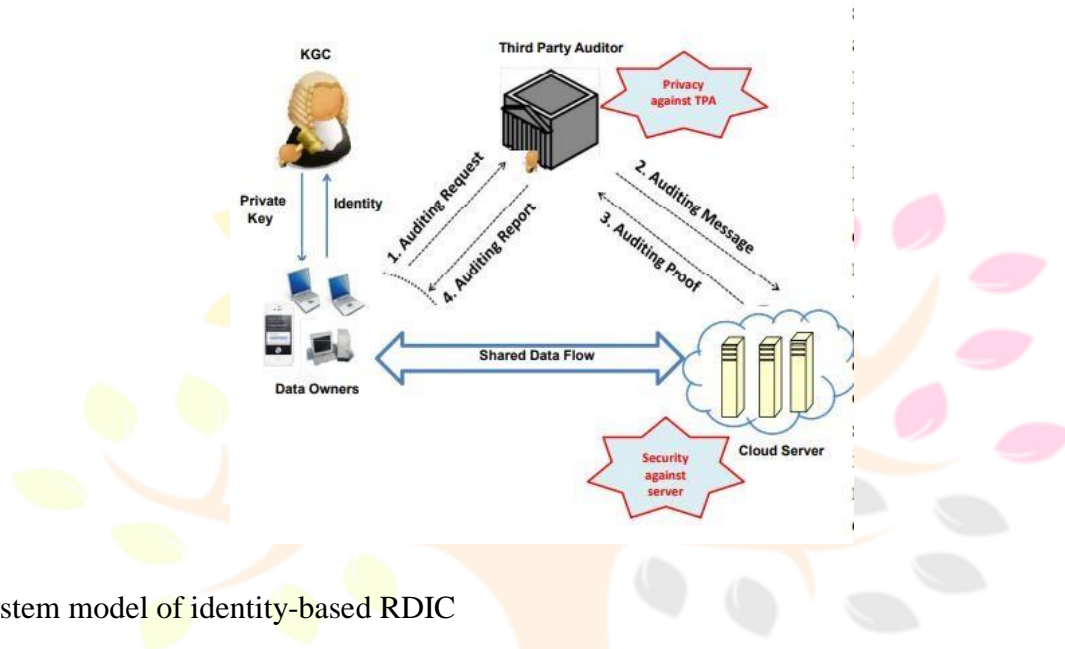 KGC
Third Party Auditor
Privacy
against TPA
Private
Key
Identity
1. Auditing Request
4. Auditing Report
2. Auditing Message
3. Auditing Proof
Shared Data Flow
Data Owners
Cloud Server
Security
against
server
stem model of identity-based RDIC